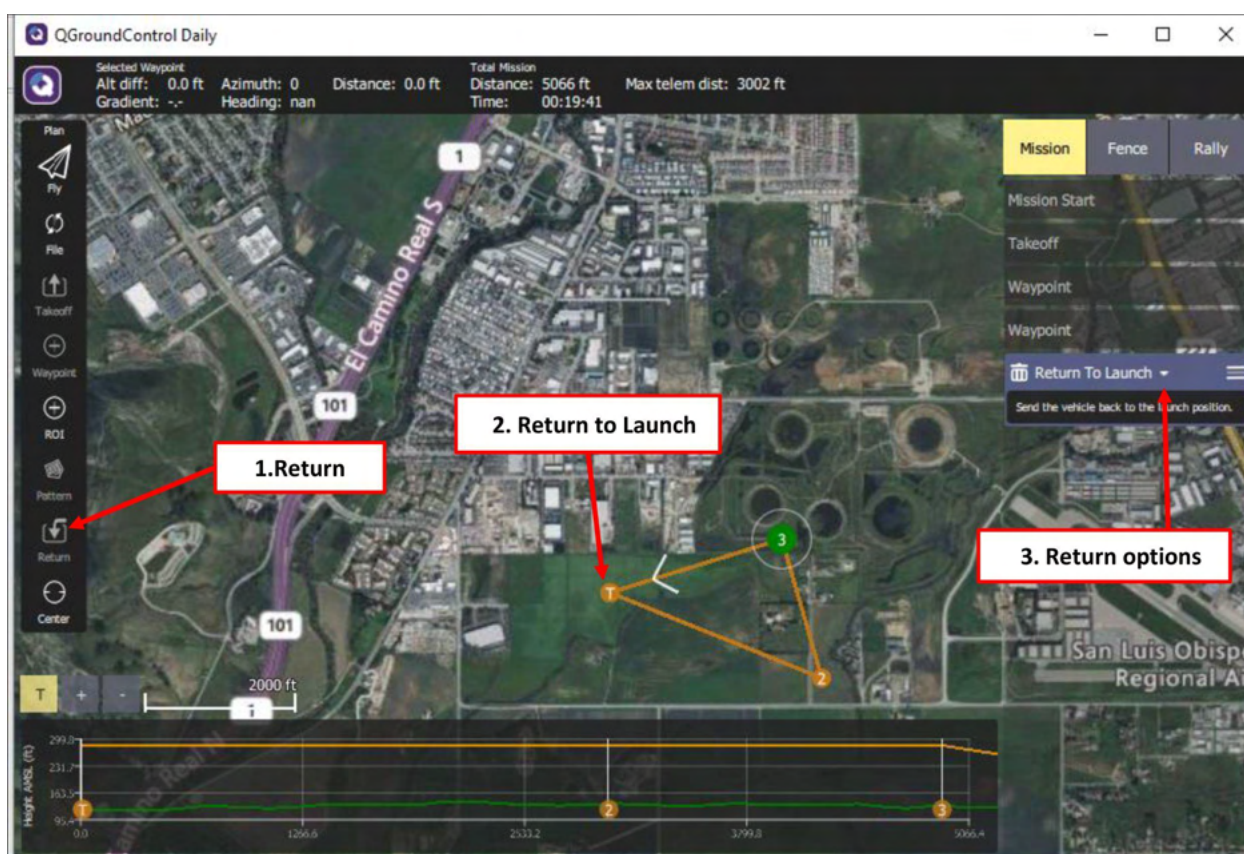 QGroundControl Daily
Selected Waypoint
Alt diff: 0.0 ft Azimuth: 0 Distance: 0.0 ft
Gradient: -.- Heading: nan
Total Mission
Distance: 5066 ft Max telem dist: 3002 ft
Time: 00:19:41
Plan
Fly
File
Takeoff
Waypoint
ROI
Pattern
Return
Center
Mission Fence Rally
Mission Start
Takeoff
Waypoint
Waypoint
Return To Launch
Send the vehicle back to the launch position.
1
El Camino Real S
101
101
1
2. Return to Launch
1.Return
3. Return options
3
T
2
San Luis Obispo
Regional Ai
T + -
2000 ft
Height AMSL (ft)
299.8
231.7
163.5
95.4
T 2 3
0.0 1266.6 2533.2 3799.8 5066.4